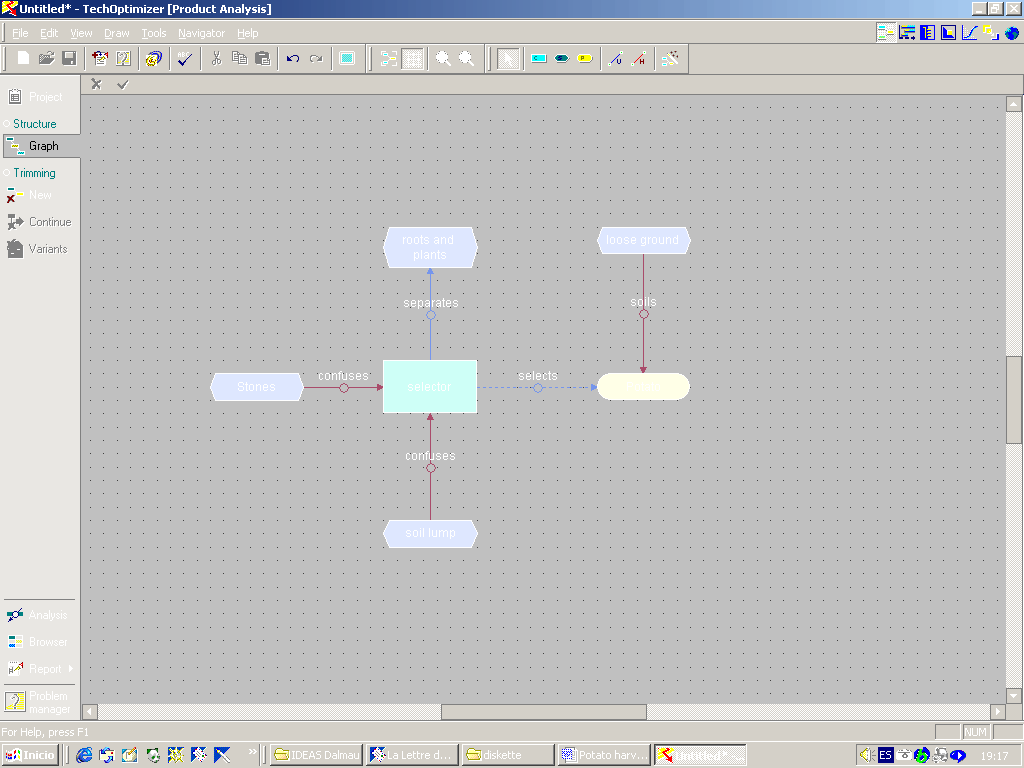 Untitled* - TechOptimizer [Product Analysis]
File Edit View Draw Tools Navigator Help
Project
Structure
Graph
Trimming
New
Continue
Variants
roots and
plants
loose ground
separates
soils
Stones
confuses
selector
selects
confuses
soil lump
Analysis
Browser
Report
Problem
manager
For Help, press F1
NUM
Inicio
IDEAS Dalmau
La Lettre d...
diskette
Potato harv...
Untitled* -...
ES
19:17